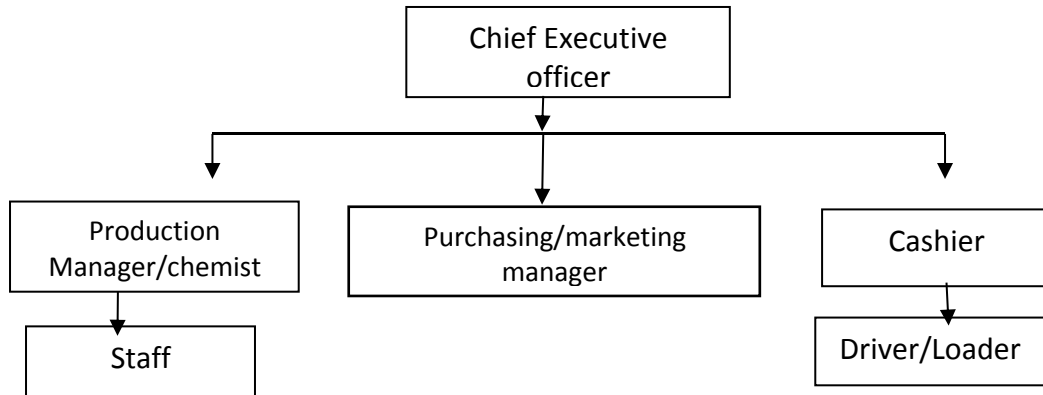 Chief Executive
officer
Production
Manager/chemist
Purchasing/marketing
manager
Cashier
Staff
Driver/Loader